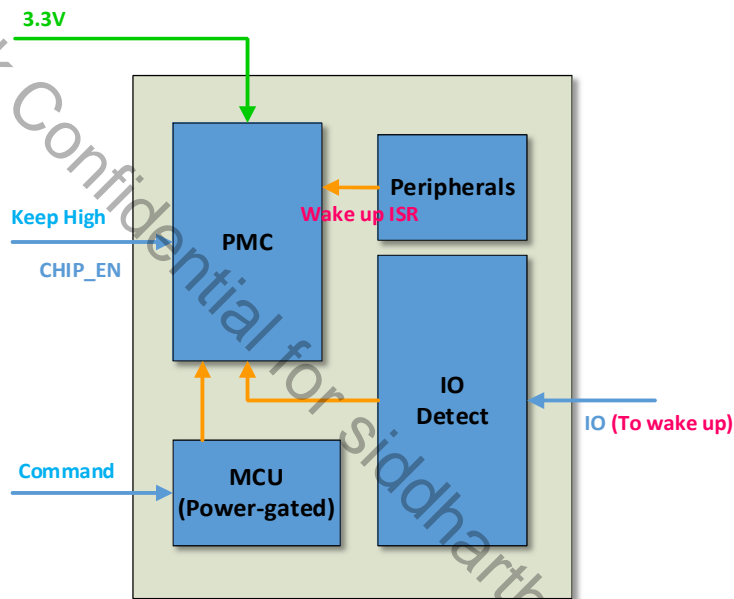 3.3V
Peripherals
Keep High
Wake up ISR
PMC
CHIP_EN
IO
Detect
IO (To wake up)
Command
MCU
(Power-gated)
Confidential for siddharth